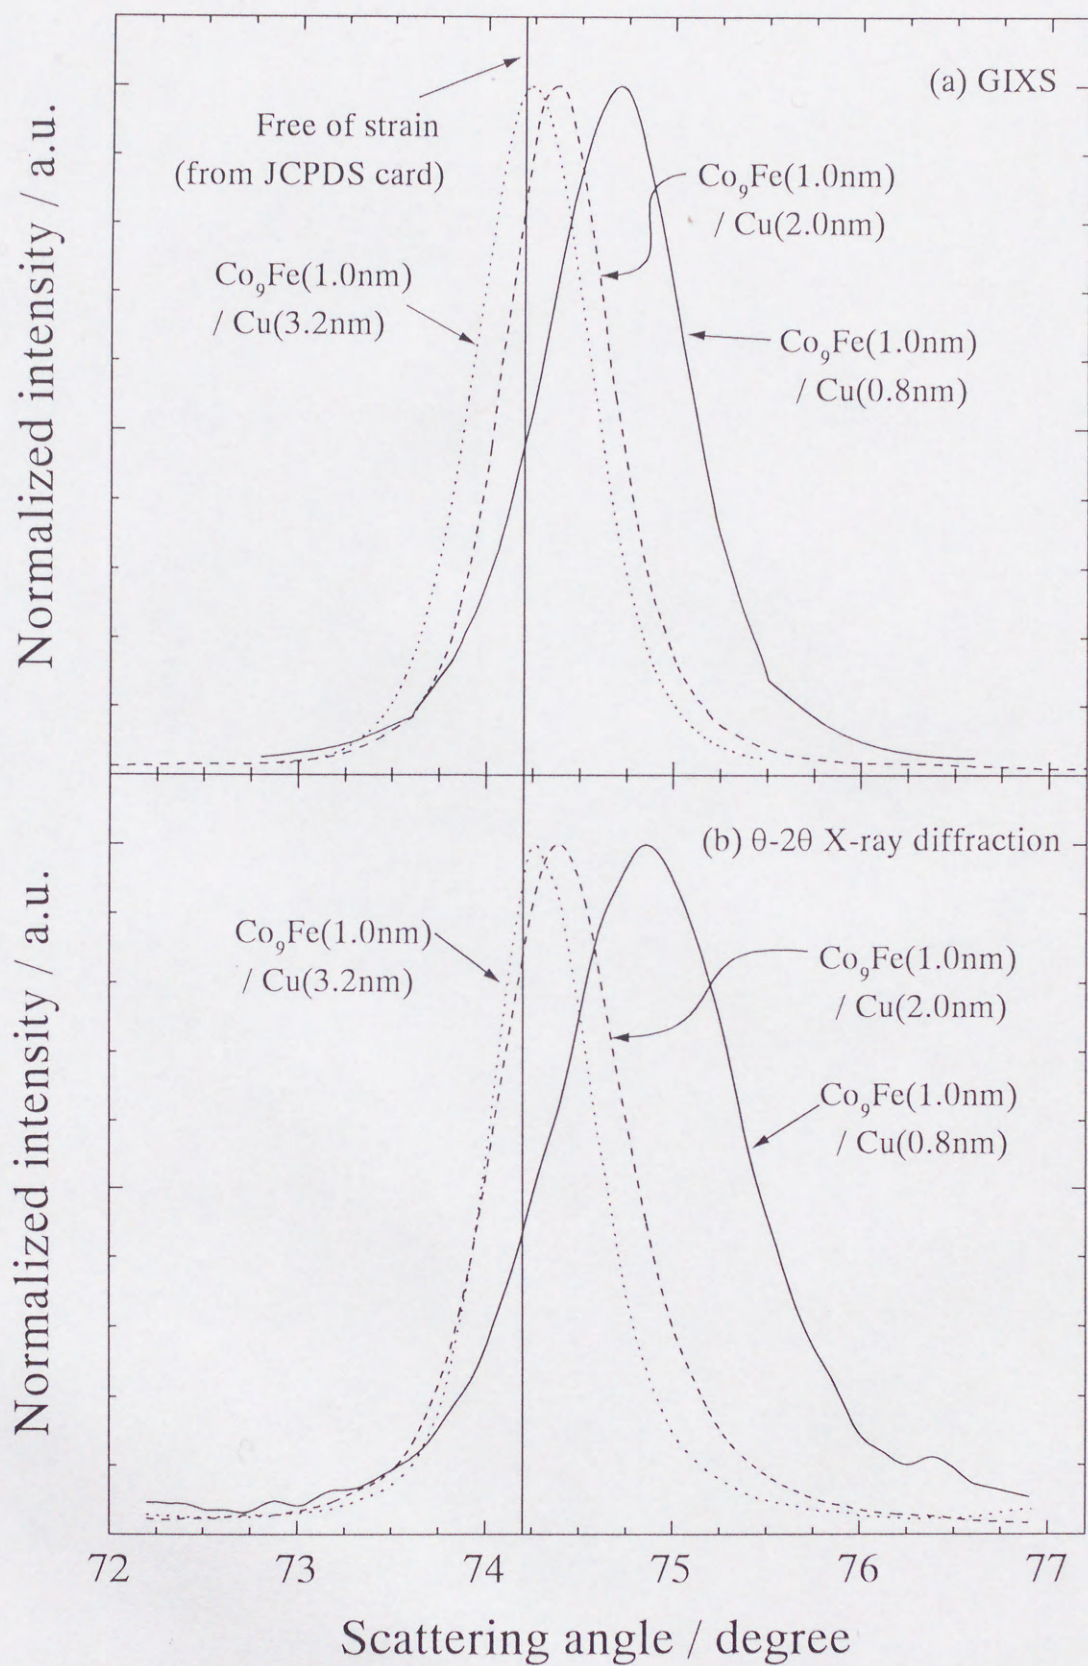 (a) GIXS
Free of strain
(from JCPDS card)
Co₉Fe(1.0nm)
/ Cu(2.0nm)
Co₉Fe(1.0nm)
/ Cu(3.2nm)
Co₉Fe(1.0nm)
/ Cu(0.8nm)
Normalized intensity / a.u.
(b) θ-2θ X-ray diffraction
Co₉Fe(1.0nm)
/ Cu(3.2nm)
Co₉Fe(1.0nm)
/ Cu(2.0nm)
Co₉Fe(1.0nm)
/ Cu(0.8nm)
Normalized intensity / a.u.
72 73 74 75 76 77
Scattering angle / degree